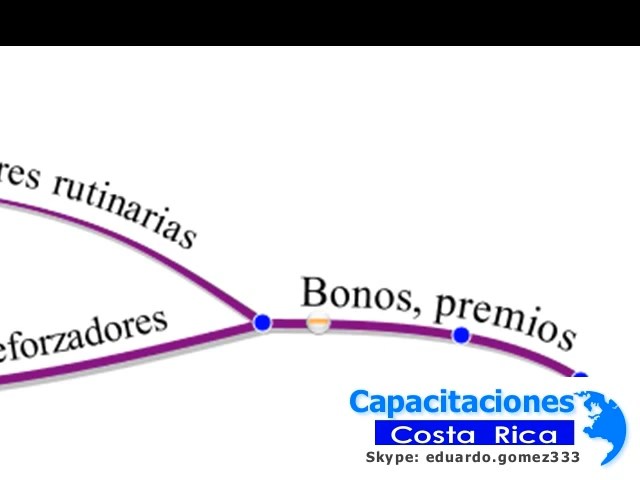 res rutinarias
Bonos, premios
eforzadores
Capacitaciones
Costa Rica
Skype: eduardo.gomez333